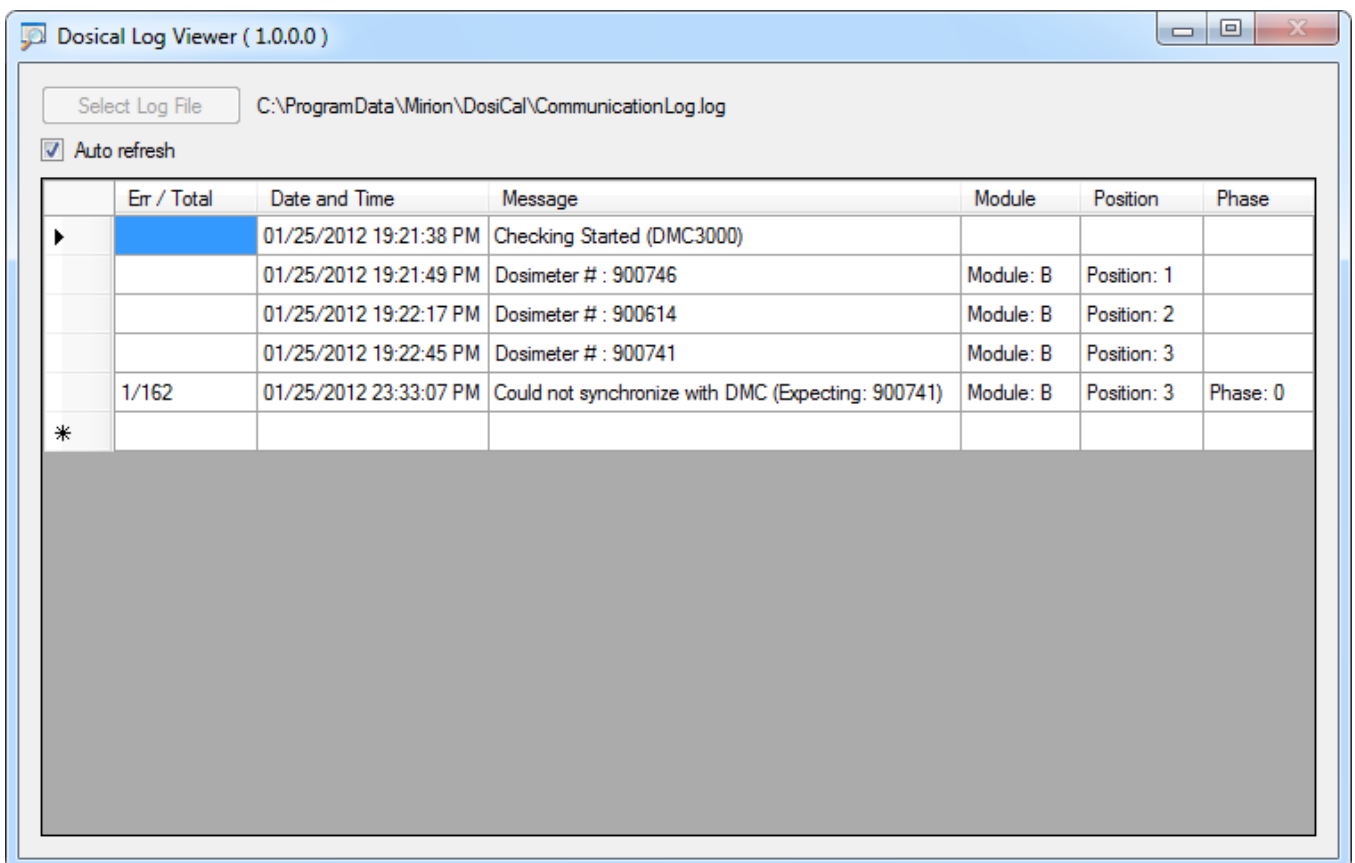 Dosical Log Viewer ( 1.0.0.0 )
Select Log File C:\ProgramData\Mirion\DosiCal\CommunicationLog.log
Auto refresh
Err / Total Date and Time Message Module Position Phase
01/25/2012 19:21:38 PM Checking Started (DMC3000)
01/25/2012 19:21:49 PM Dosimeter # : 900746 Module: B Position: 1
01/25/2012 19:22:17 PM Dosimeter # : 900614 Module: B Position: 2
01/25/2012 19:22:45 PM Dosimeter # : 900741 Module: B Position: 3
1/162 01/25/2012 23:33:07 PM Could not synchronize with DMC (Expecting: 900741) Module: B Position: 3 Phase: 0